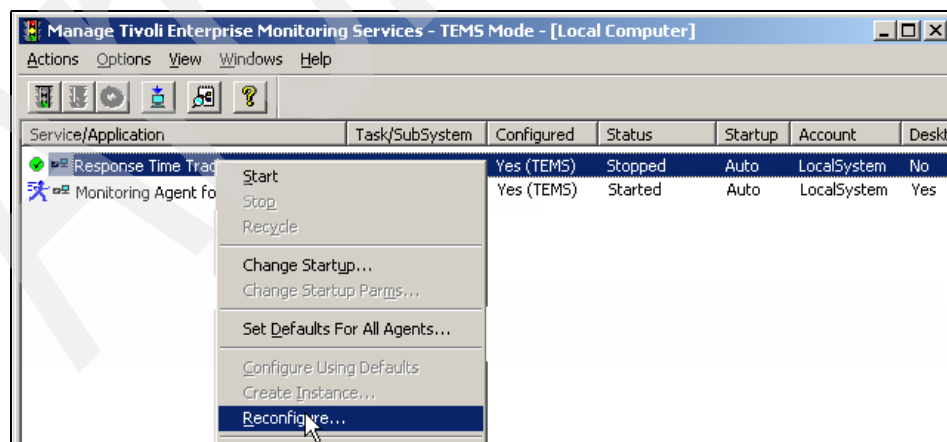 Manage Tivoli Enterprise Monitoring Services - TEMS Mode - [Local Computer]
Actions Options View Windows Help
Service/Application Task/SubSystem Configured Status Startup Account Deskt
Response Time Trac Yes (TEMS) Stopped Auto LocalSystem No
Monitoring Agent fo Yes (TEMS) Started Auto LocalSystem Yes
Start
Stop
Recycle
Change Startup...
Change Startup Parms...
Set Defaults For All Agents...
Configure Using Defaults
Create Instance...
Reconfigure...